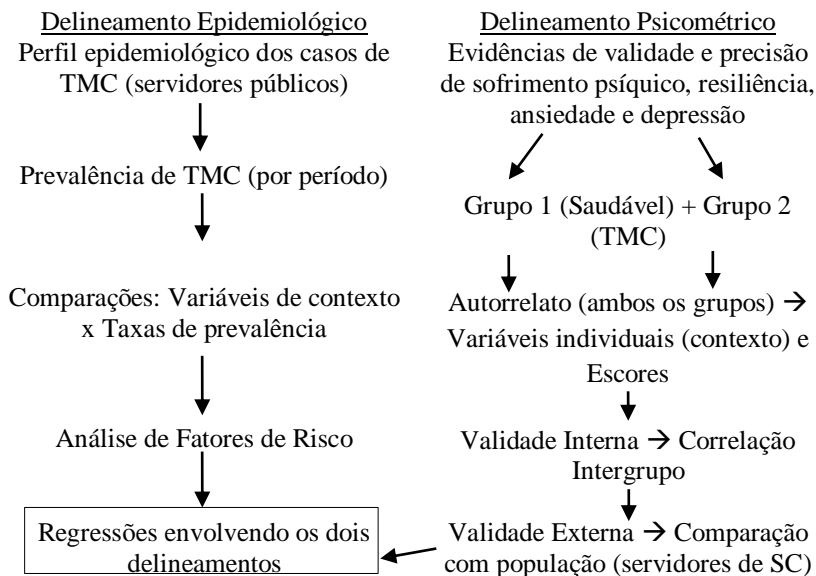 Delineamento Epidemiológico
Perfil epidemiológico dos casos de
TMC (servidores públicos)
Prevalência de TMC (por período)
Comparações: Variáveis de contexto
x Taxas de prevalência
Análise de Fatores de Risco
Regressões envolvendo os dois
delineamentos
Delineamento Psicométrico
Evidências de validade e precisão
de sofrimento psíquico, resiliência,
ansiedade e depressão
Grupo 1 (Saudável) + Grupo 2
(TMC)
Autorrelato (ambos os grupos) →
Variáveis individuais (contexto) e
Escores
Validade Interna → Correlação
Intergrupo
Validade Externa → Comparação
com população (servidores de SC)